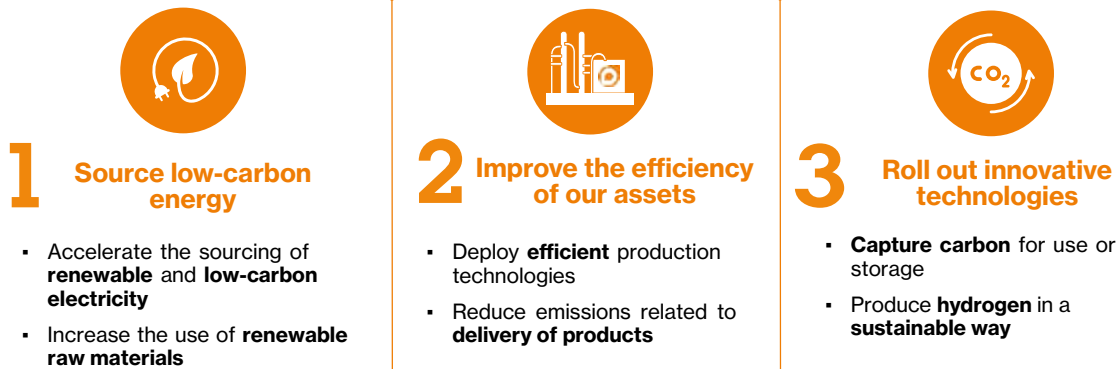 1
Source low-carbon
energy
▪ Accelerate the sourcing of
renewable and low-carbon
electricity
▪ Increase the use of renewable
raw materials
2
Improve the efficiency
of our assets
▪ Deploy efficient production
technologies
▪ Reduce emissions related to
delivery of products
CO₂
3
Roll out innovative
technologies
▪ Capture carbon for use or
storage
▪ Produce hydrogen in a
sustainable way